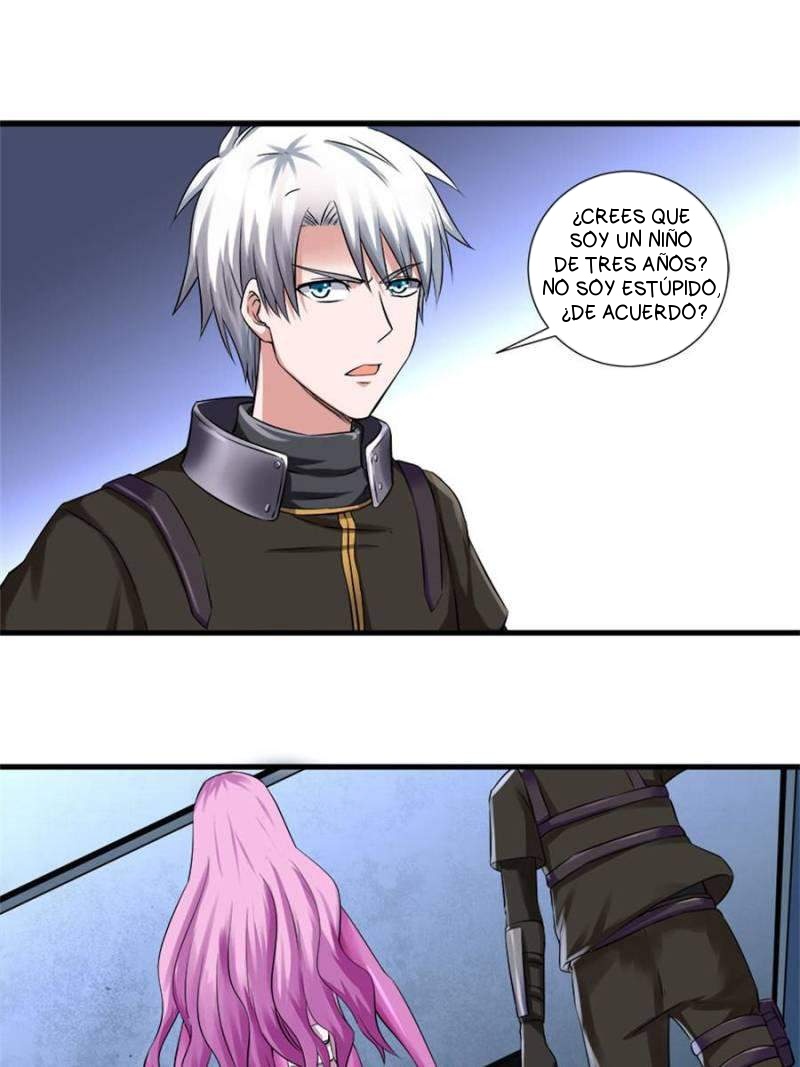 ¿CREES QUE
SOY UN NIÑO
DE TRES AÑOS?
NO SOY ESTÚPIDO,
¿DE ACUERDO?